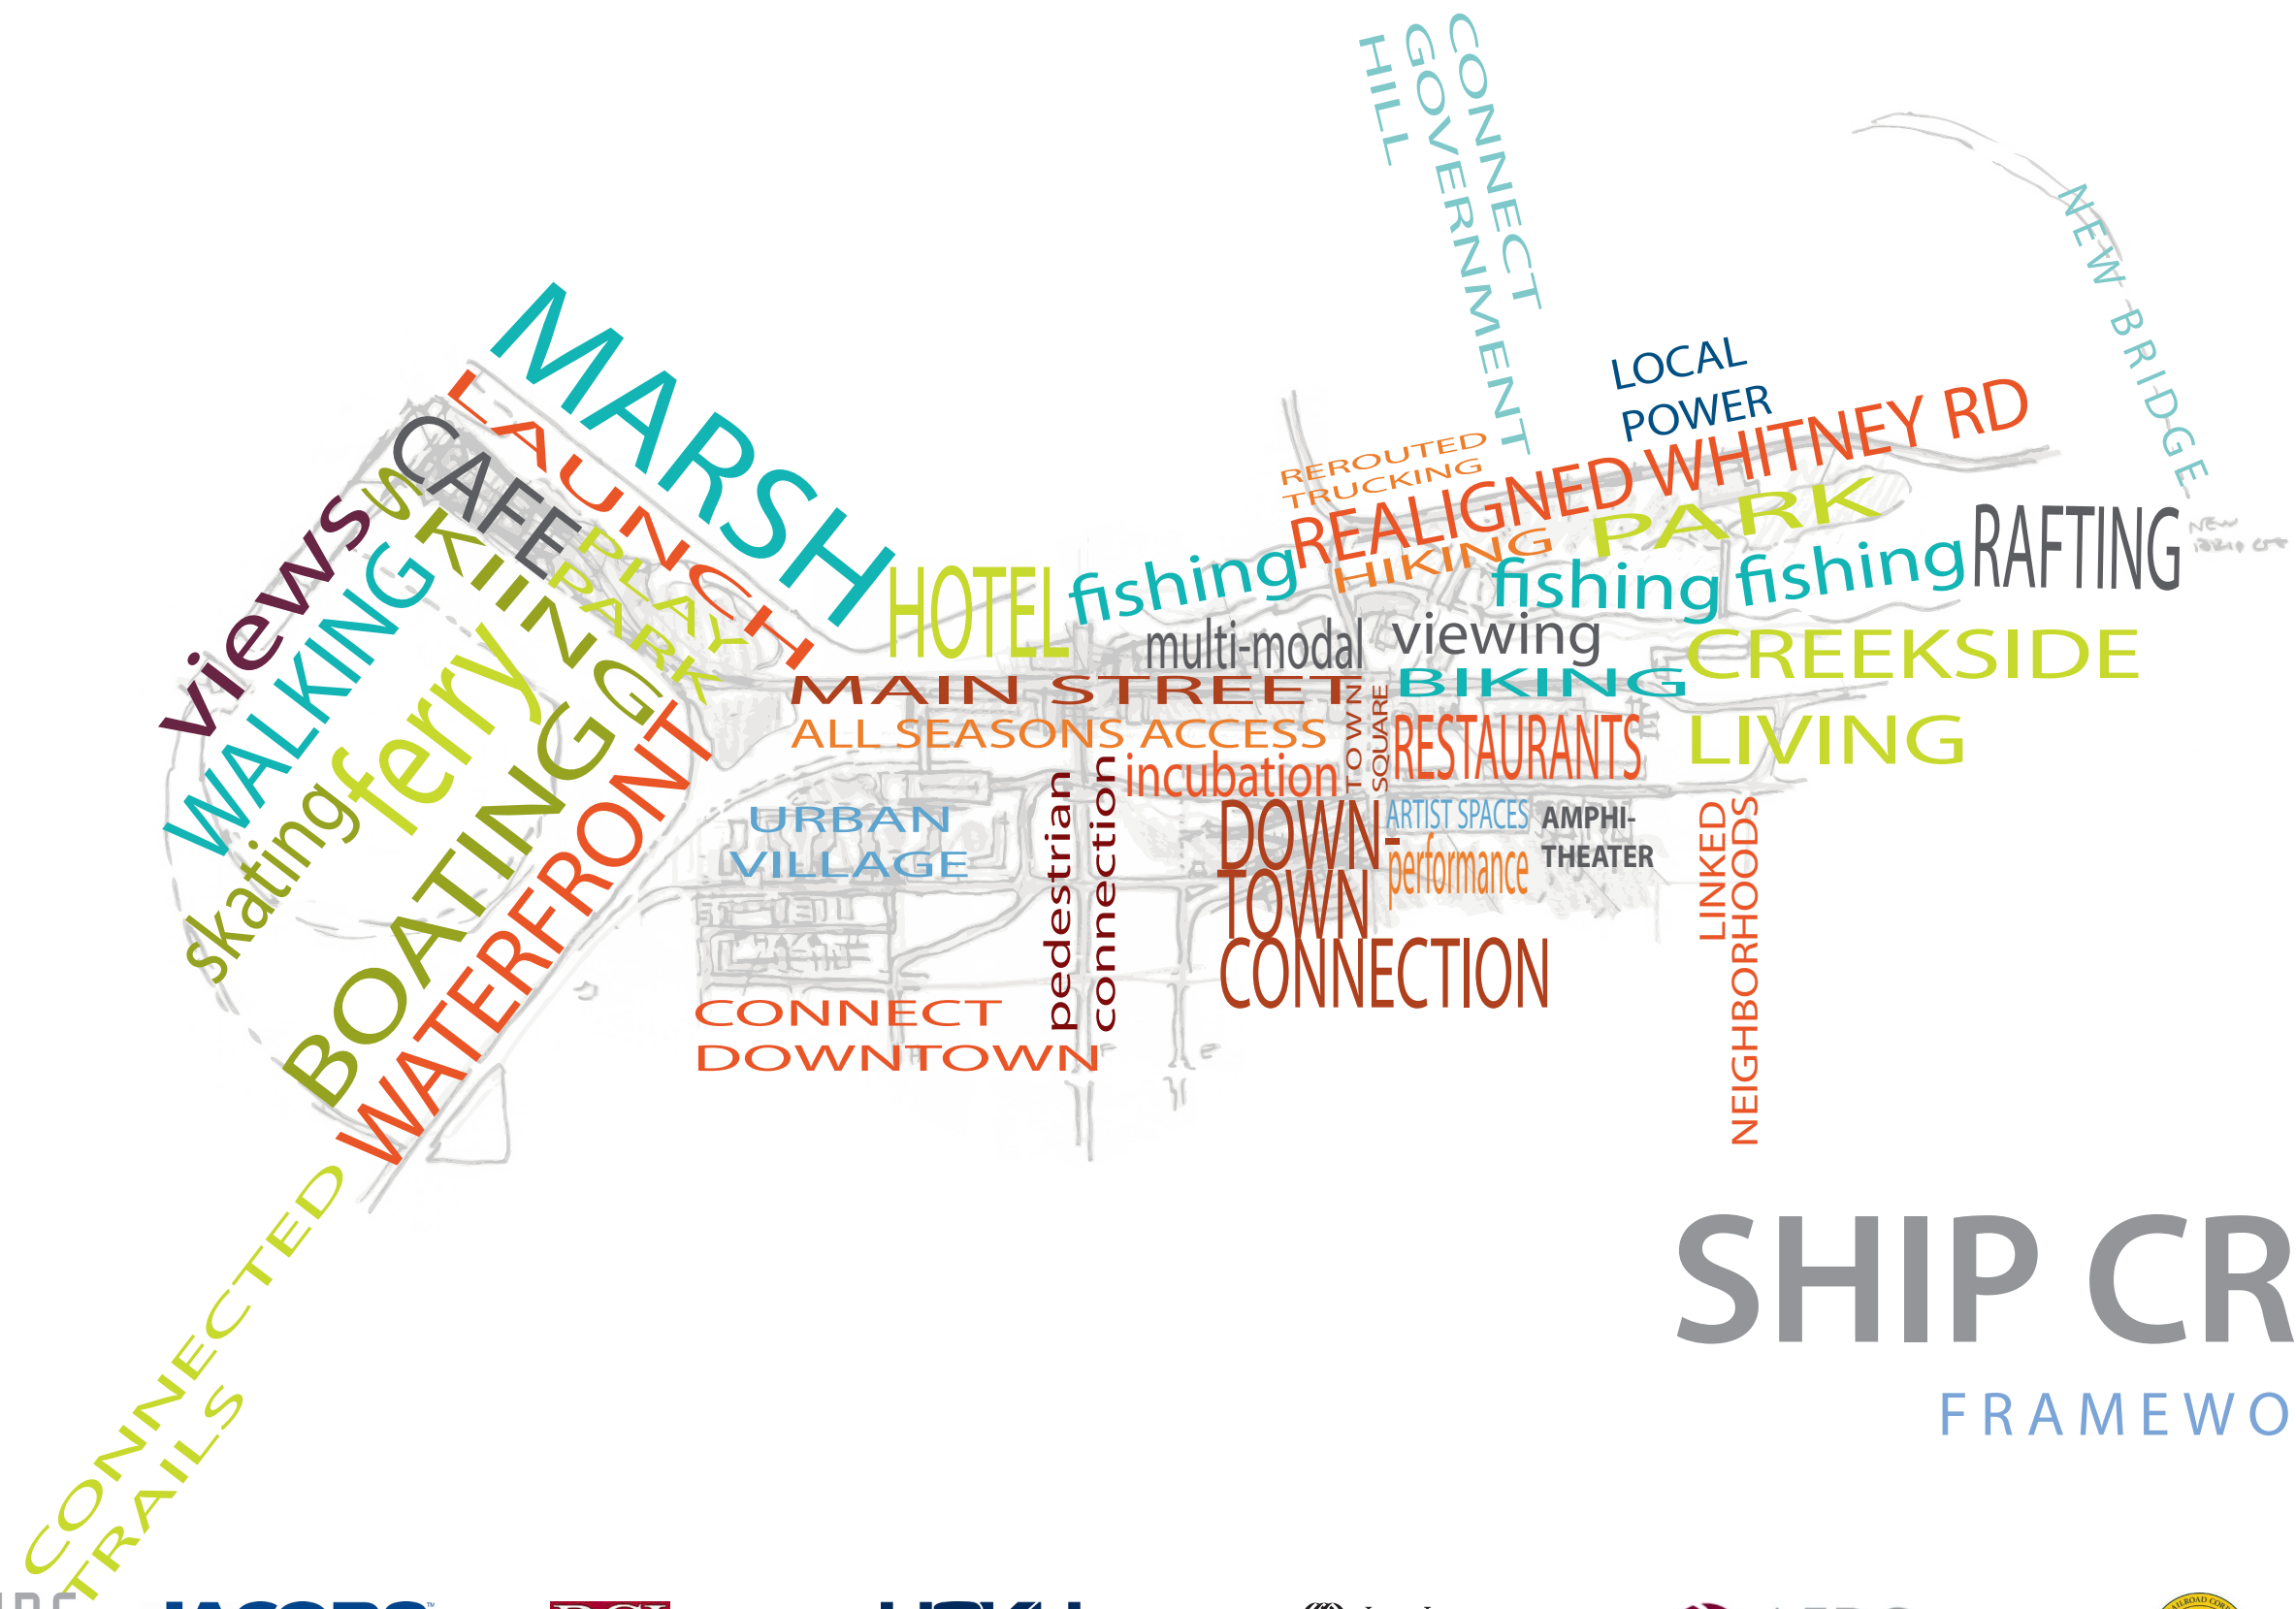 CONNECT
GOVERNMENT
HILL
NEW BRIDGE
LOCAL
POWER
MARSH
LAUNCH
CAFE
REROUTED
TRUCKING
REALIGNED WHITNEY RD
HIKING
PARK
views
SKIING
PLAY
PARK
WALKING
HOTEL
fishing
fishing
fishing
RAFTING
NEW
multi-modal
viewing
CREEKSIDE
LIVING
ferry
MAIN STREET
BIKING
ALL SEASONS ACCESS
TOWN
SQUARE
RESTAURANTS
skating
BOATING
WATERFRONT
incubation
URBAN
VILLAGE
pedestrian
connection
DOWN-
TOWN
CONNECTION
ARTIST SPACES
performance
AMPHI-
THEATER
LINKED
NEIGHBORHOODS
CONNECT
DOWNTOWN
CONNECTED
TRAILS
SHIP CR
FRAMEWO
JACOBS™